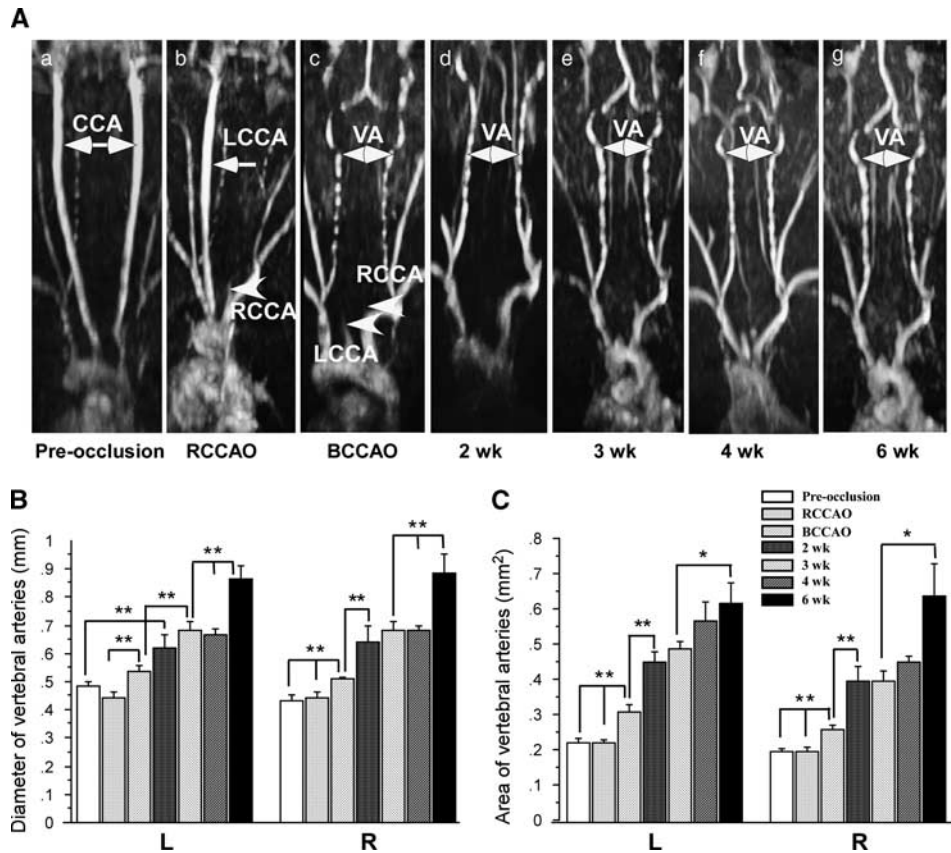 A
a b c d e f g
CCA
LCCA
RCCA
VA
RCCA
LCCA
VA
VA
VA
VA
Pre-occlusion RCCAO BCCAO 2 wk 3 wk 4 wk 6 wk
B
Diameter of vertebral arteries (mm)
1
.9
.8
.7
.6
.5
.4
.3
.2
.1
0
** ** ** ** ** ** **
L R
C
Area of vertebral arteries (mm²)
.8
.7
.6
.5
.4
.3
.2
.1
0
** ** * ** ** *
L R
Pre-occlusion
RCCAO
BCCAO
2 wk
3 wk
4 wk
6 wk